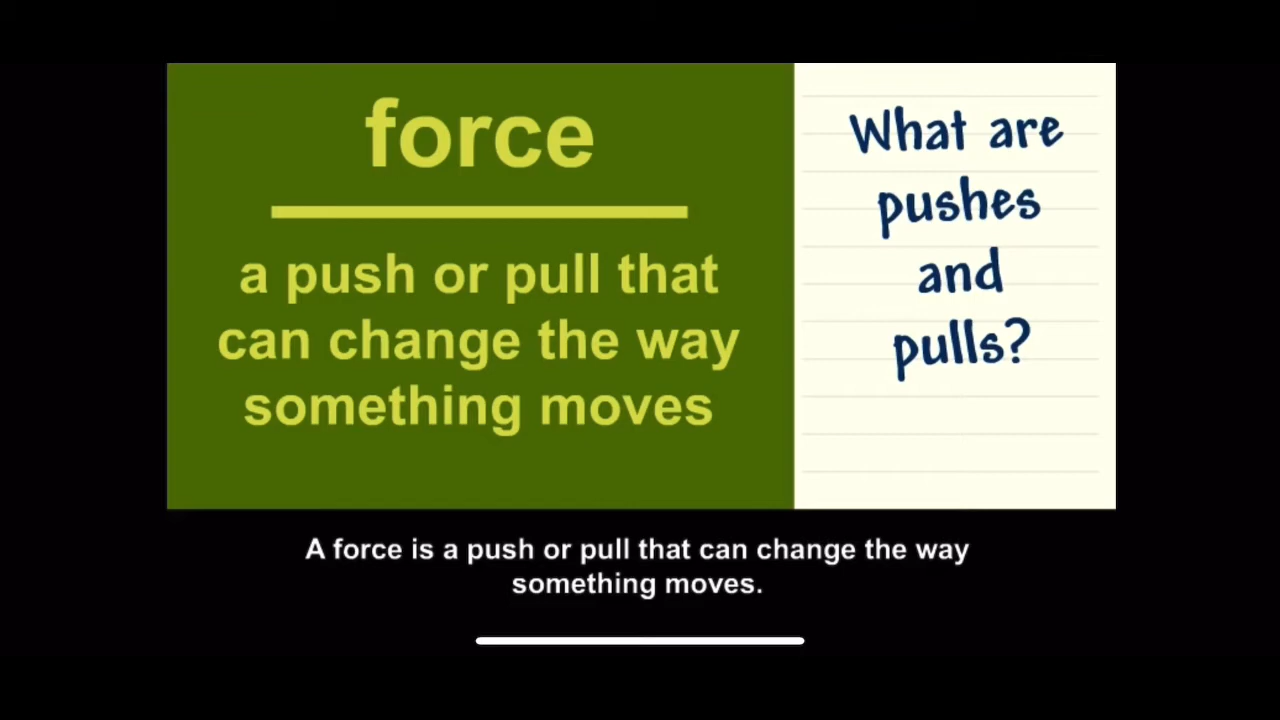 force
a push or pull that
can change the way
something moves
What are
pushes
and
pulls?
A force is a push or pull that can change the way
something moves.